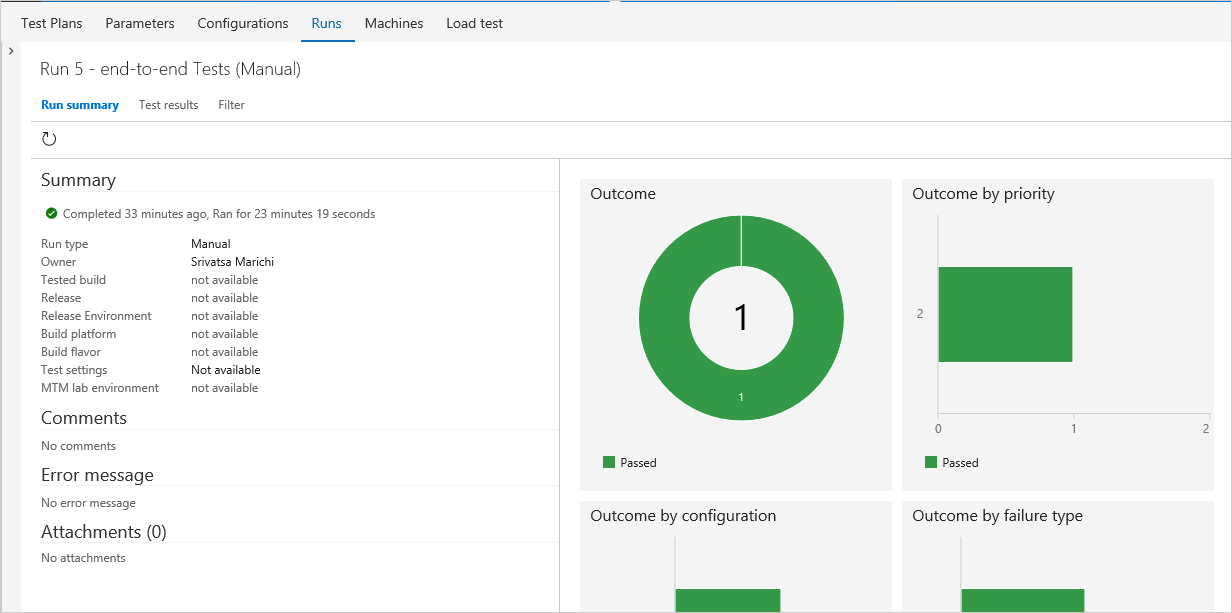 Test Plans Parameters Configurations Runs Machines Load test
Run 5 - end-to-end Tests (Manual)
Run summary Test results Filter
Summary
Completed 33 minutes ago, Ran for 23 minutes 19 seconds
Run type Manual
Owner Srivatsa Marichi
Tested build not available
Release not available
Release Environment not available
Build platform not available
Build flavor not available
Test settings Not available
MTM lab environment not available
Comments
No comments
Error message
No error message
Attachments (0)
No attachments
Outcome
1
1
Passed
Outcome by priority
2
0 1 2
Passed
Outcome by configuration
Outcome by failure type